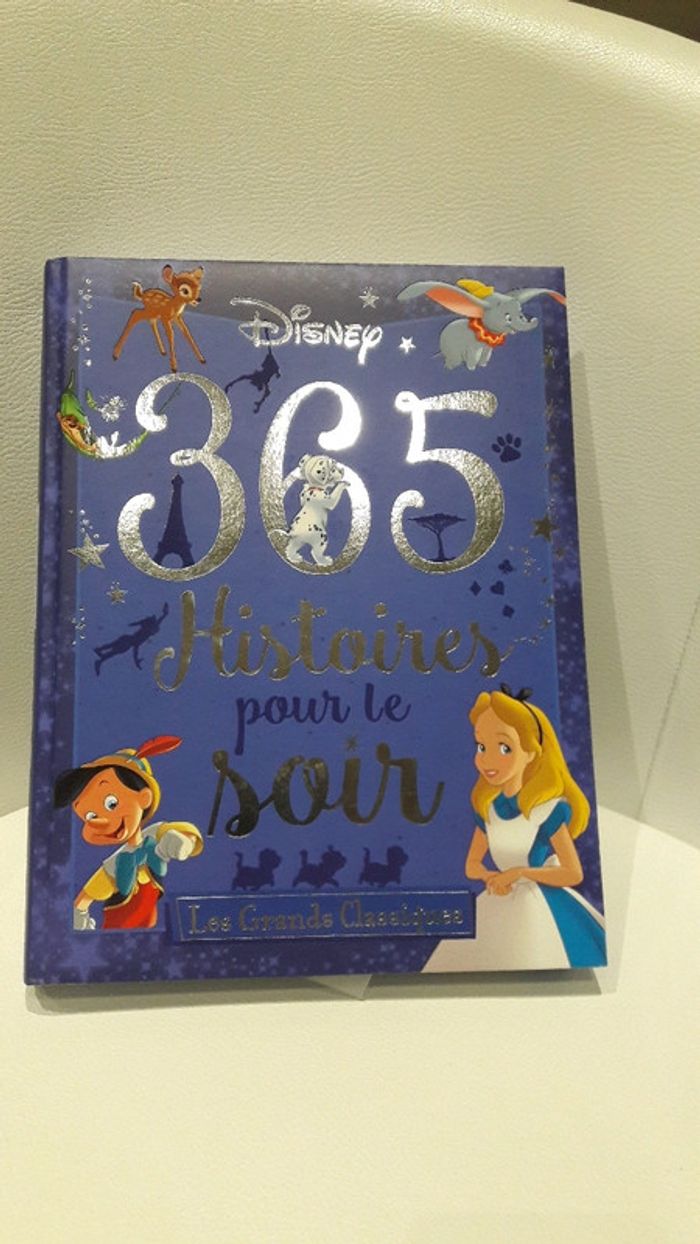 Disney
365
Histoires
pour le
soir
Les Grands Classiques